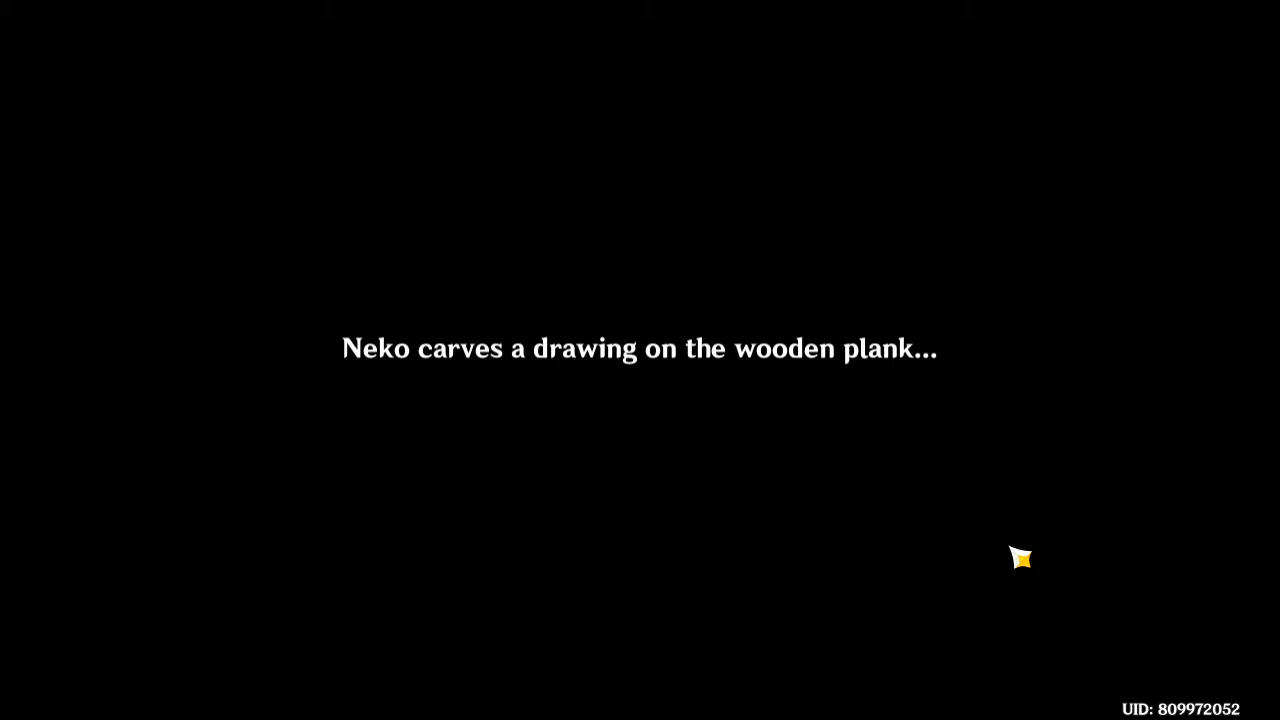 Neko carves a drawing on the wooden plank...
UID: 809972052